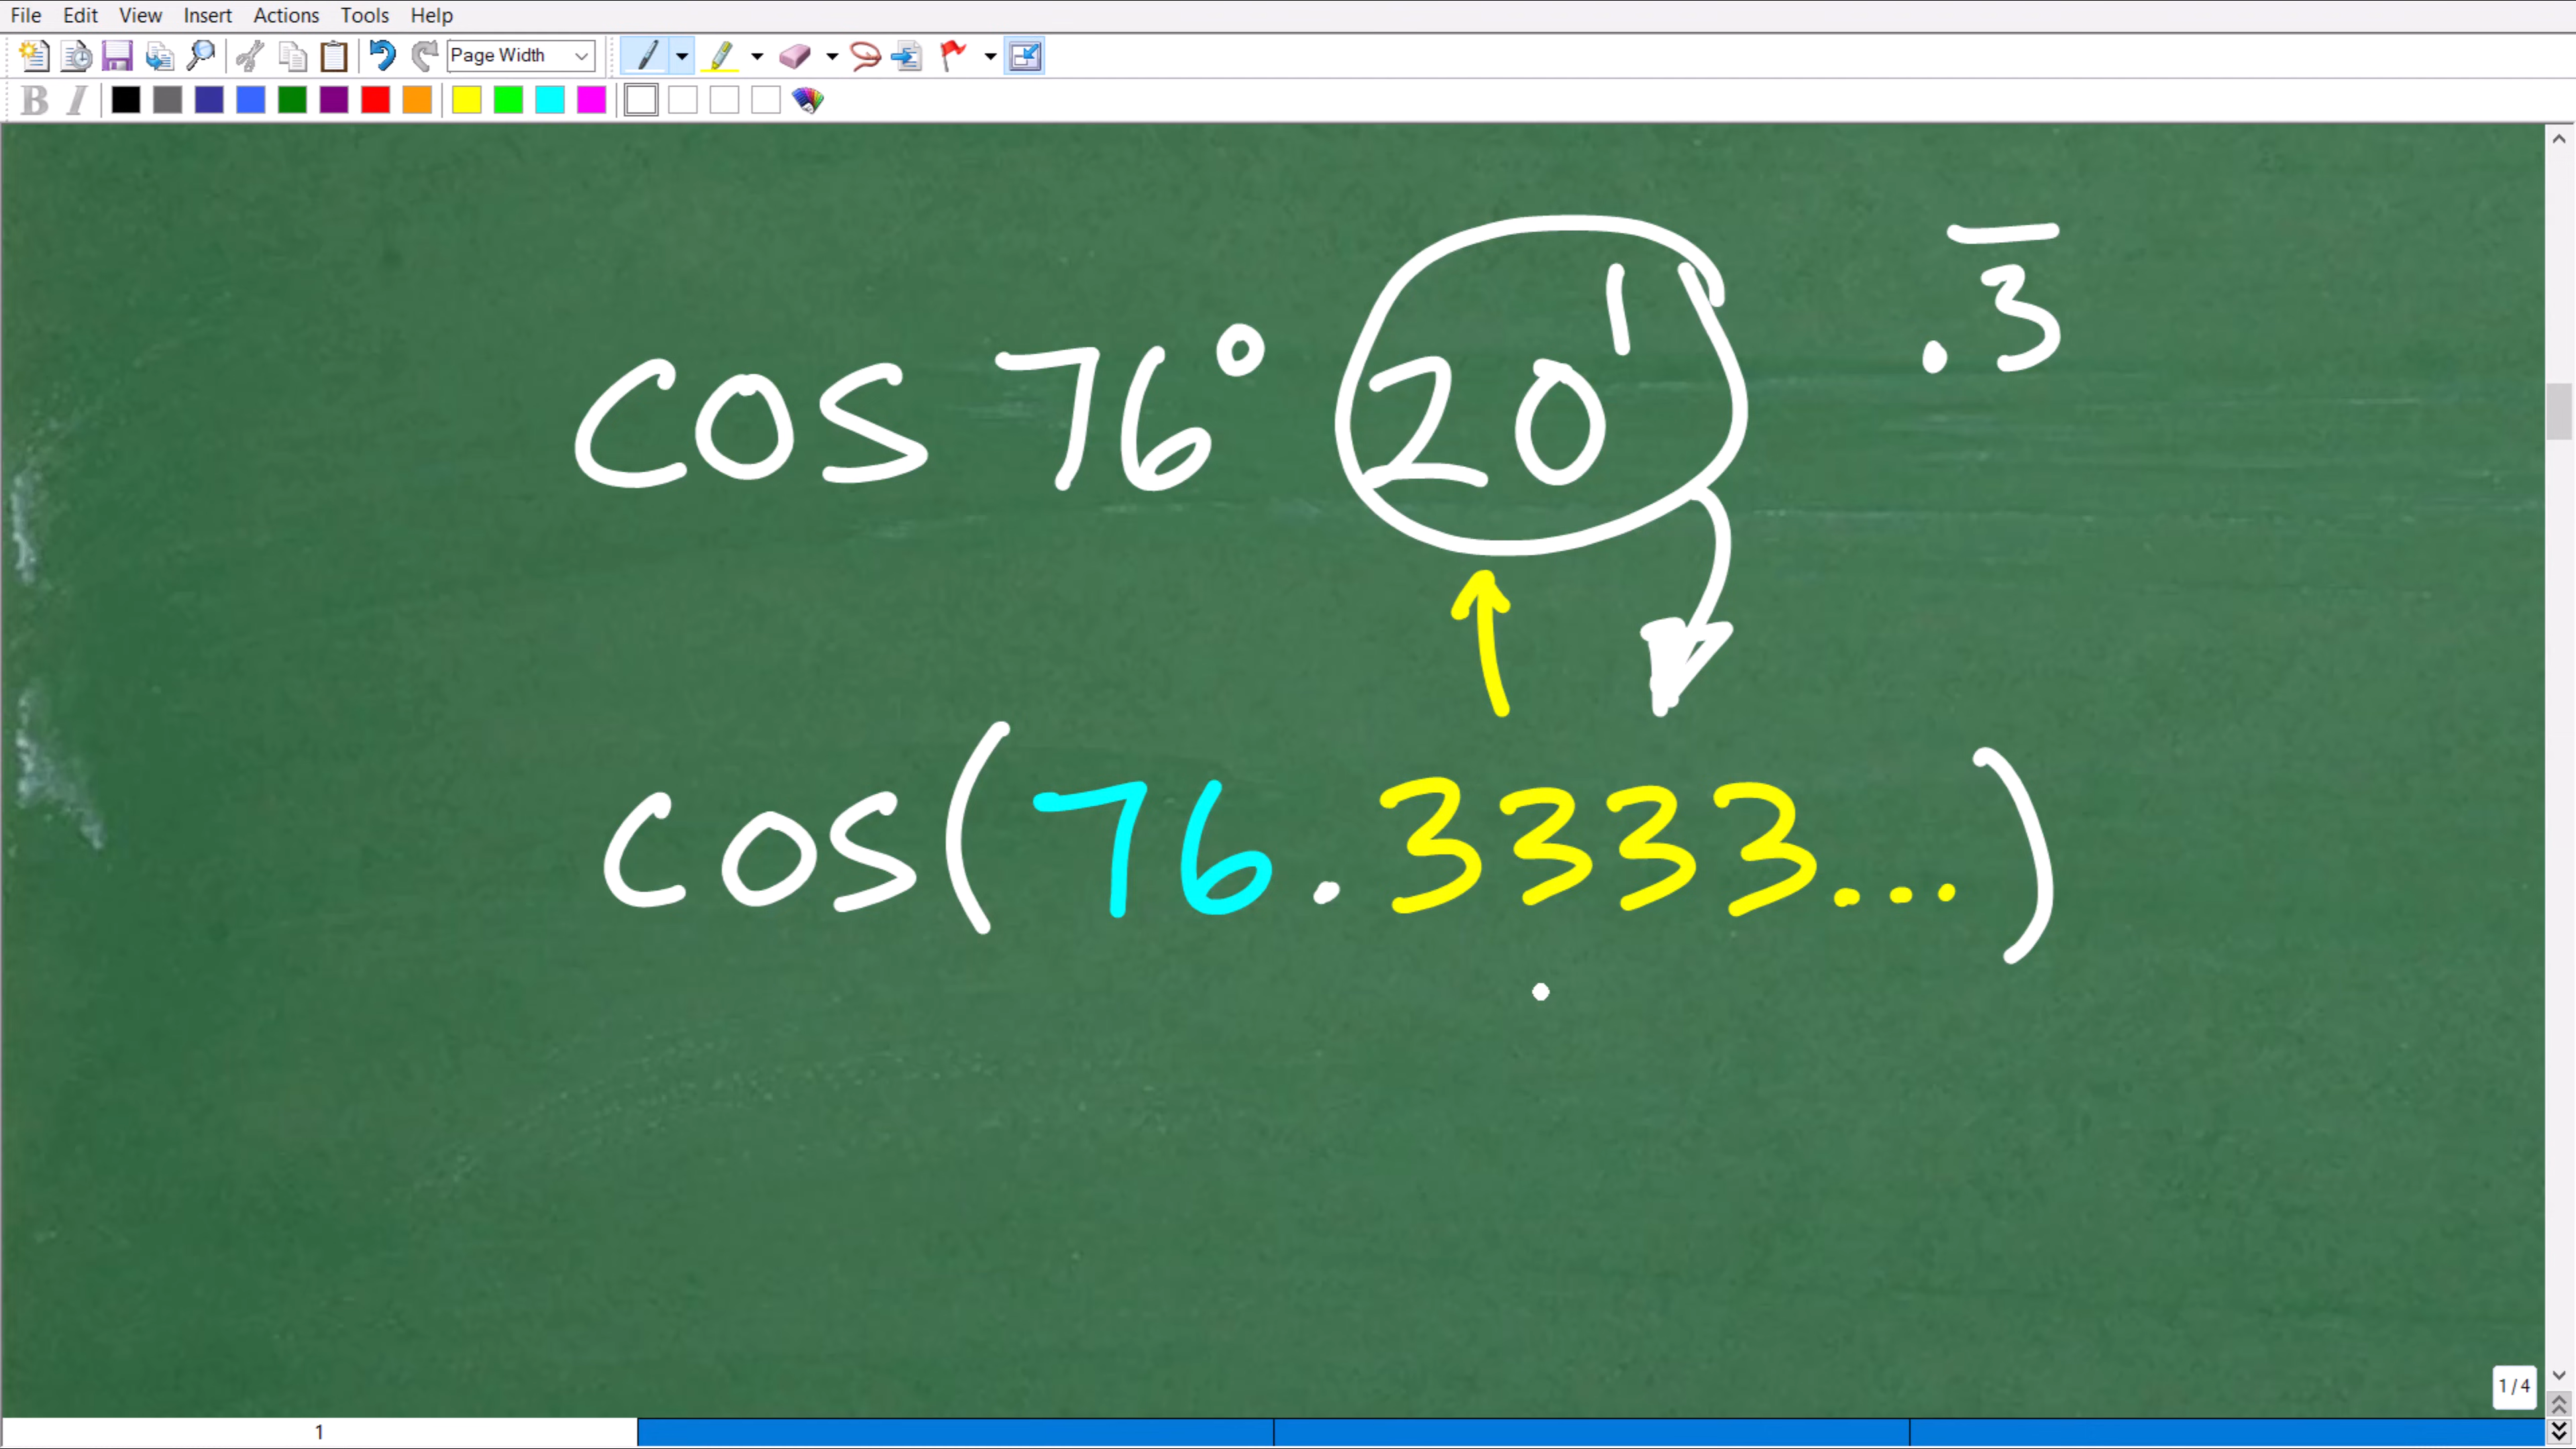 File Edit View Insert Actions Tools Help
Page Width
B I
cos 76° 20' .3̅
cos(76.3333...)
1 / 4
1